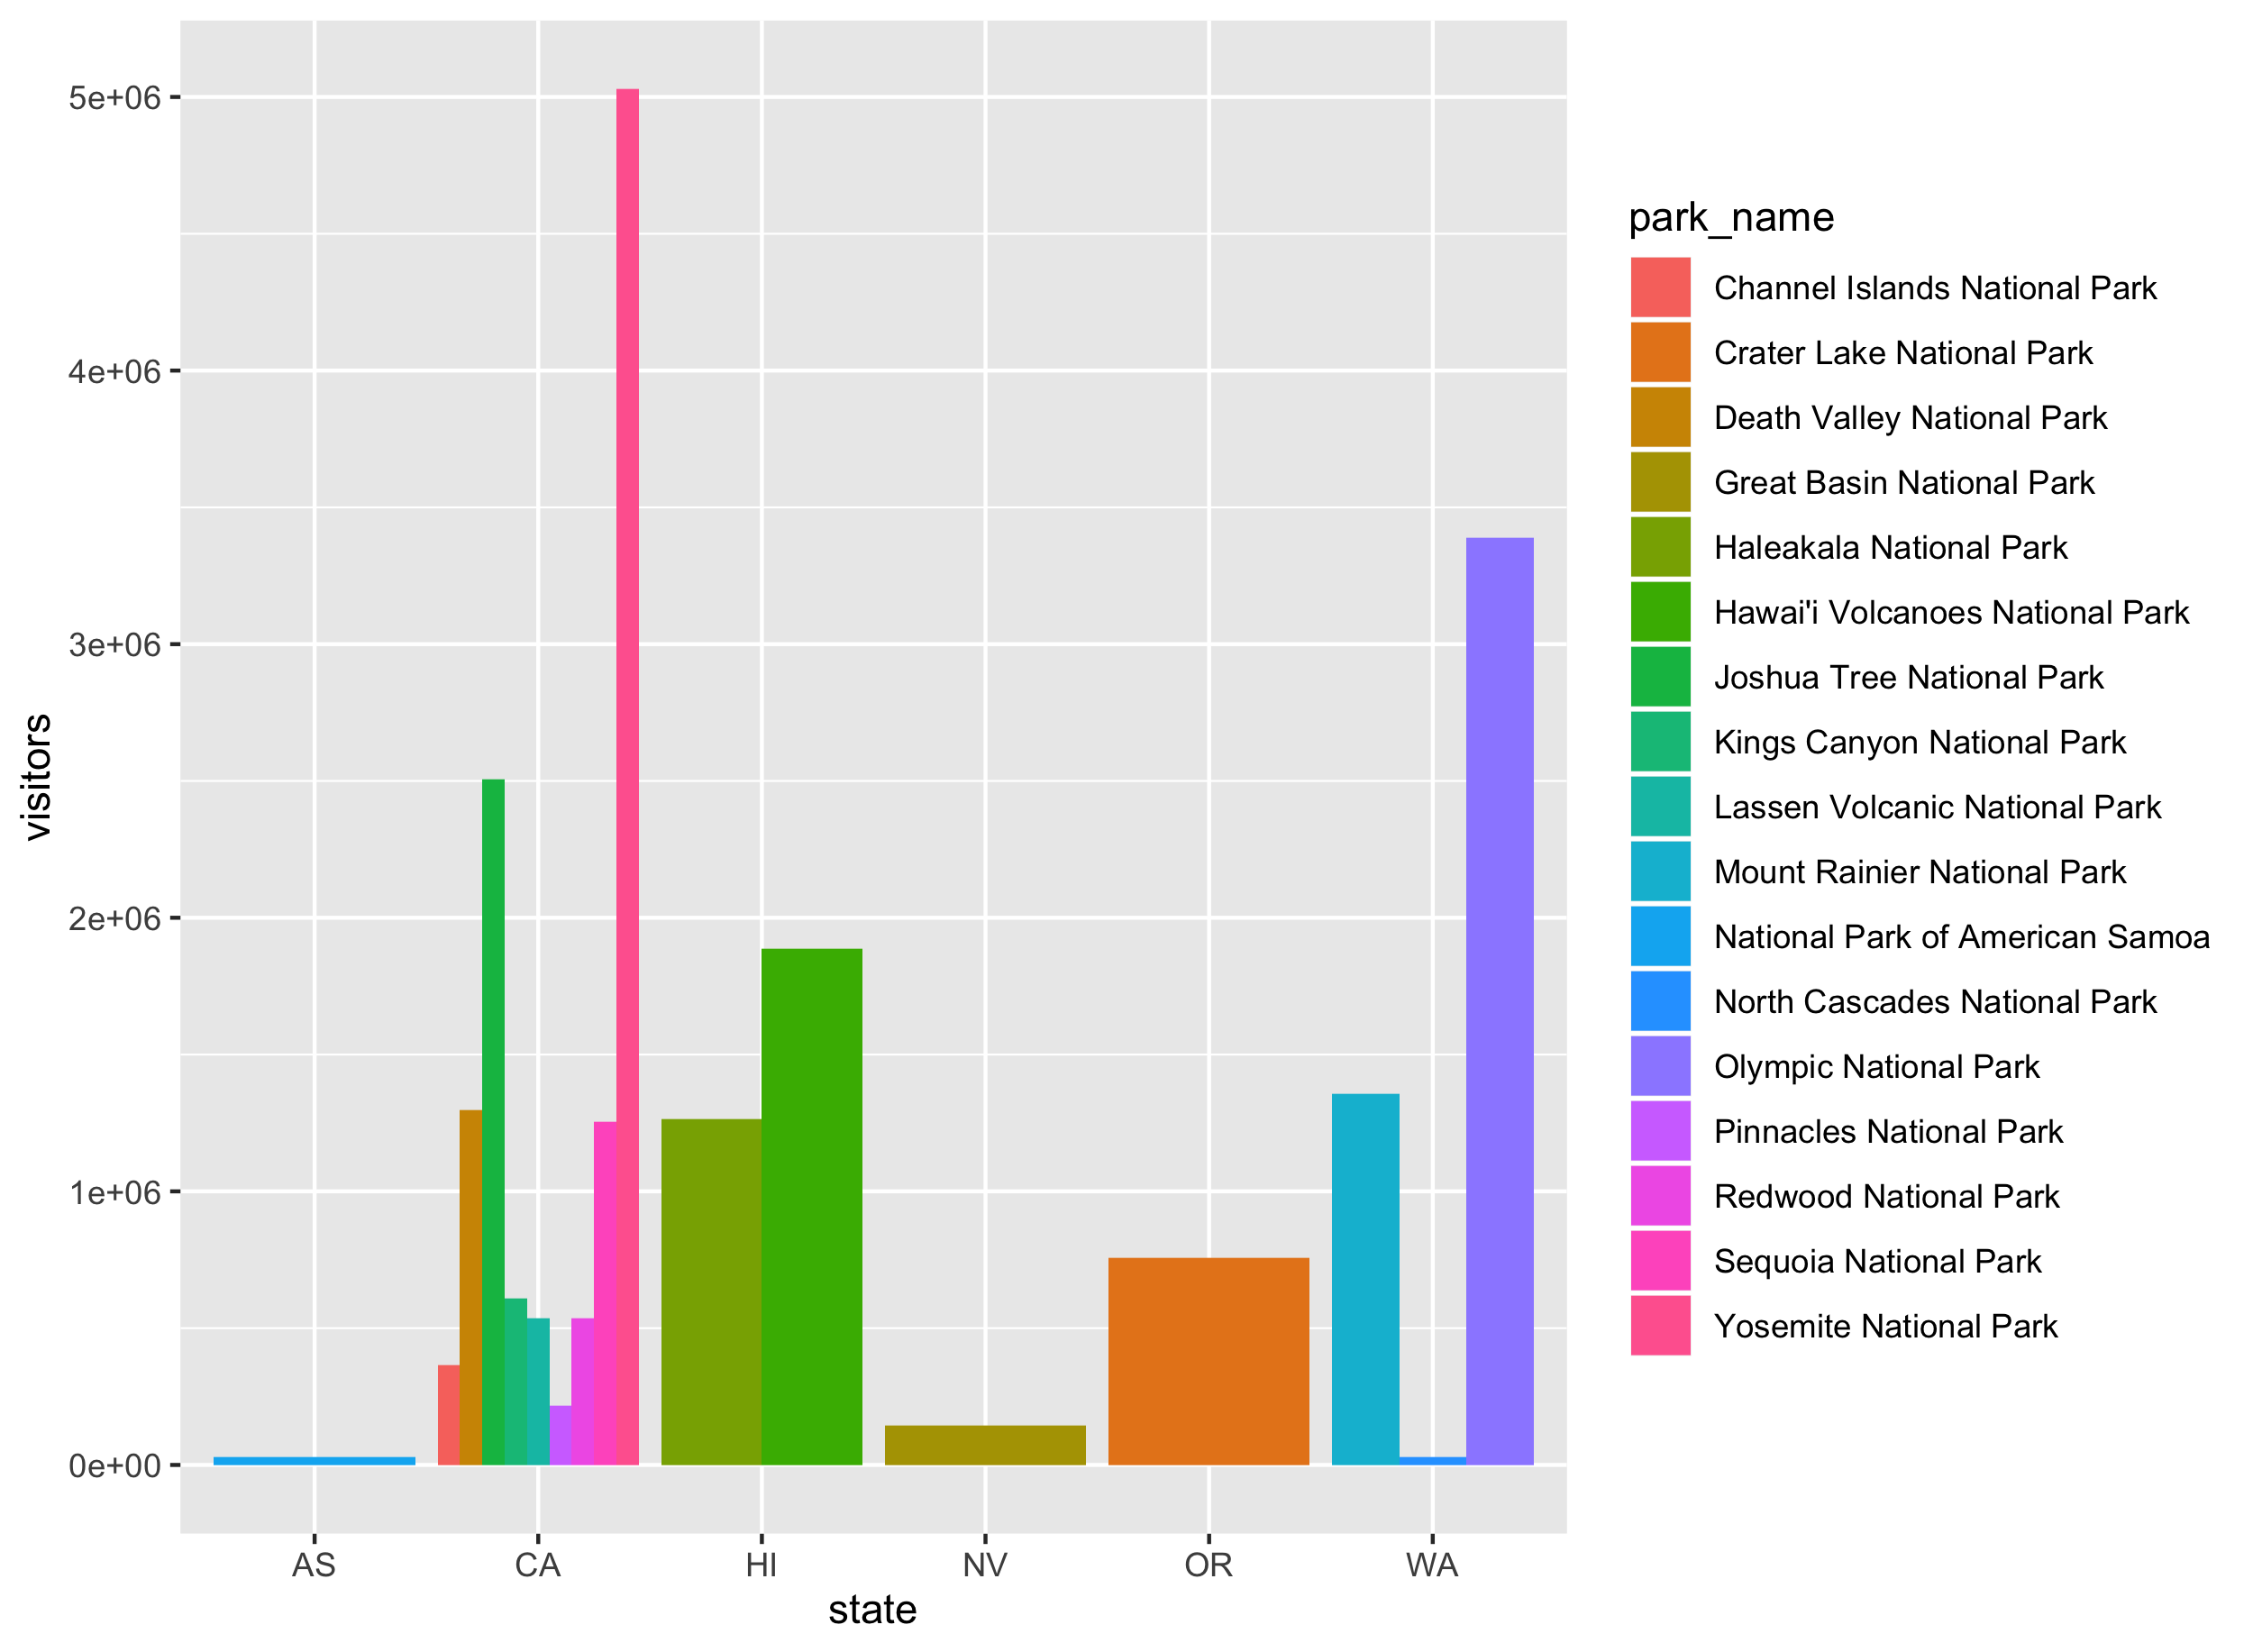 5e+06
4e+06
3e+06
2e+06
1e+06
0e+00
visitors
AS CA HI NV OR WA
state
park_name
Channel Islands National Park
Crater Lake National Park
Death Valley National Park
Great Basin National Park
Haleakala National Park
Hawai'i Volcanoes National Park
Joshua Tree National Park
Kings Canyon National Park
Lassen Volcanic National Park
Mount Rainier National Park
National Park of American Samoa
North Cascades National Park
Olympic National Park
Pinnacles National Park
Redwood National Park
Sequoia National Park
Yosemite National Park